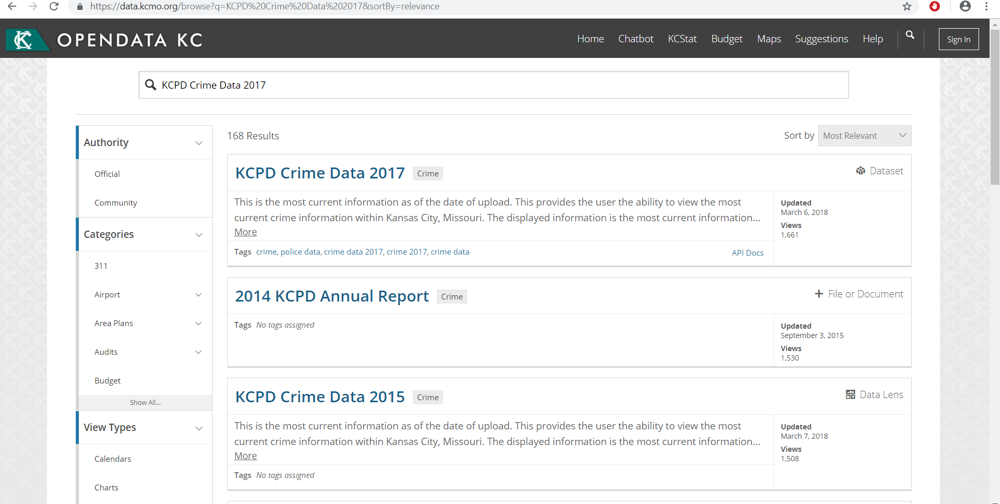 https://data.kcmo.org/browse?q=KCPD%20Crime%20Data%202017&sortBy=relevance
KC OPENDATA KC
Home Chatbot KCStat Budget Maps Suggestions Help Sign In
KCPD Crime Data 2017
Authority
Official
Community
Categories
311
Airport
Area Plans
Audits
Budget
Show All...
View Types
Calendars
Charts
168 Results
Sort by Most Relevant
KCPD Crime Data 2017 Crime
Dataset
This is the most current information as of the date of upload. This provides the user the ability to view the most
current crime information within Kansas City, Missouri. The displayed information is the most current information...
More
Tags crime, police data, crime data 2017, crime 2017, crime data
API Docs
Updated
March 6, 2018
Views
1,661
2014 KCPD Annual Report Crime
File or Document
Tags No tags assigned
Updated
September 3, 2015
Views
1,530
KCPD Crime Data 2015 Crime
Data Lens
This is the most current information as of the date of upload. This provides the user the ability to view the most
current crime information within Kansas City, Missouri. The displayed information is the most current information...
More
Tags No tags assigned
Updated
March 7, 2018
Views
1,508